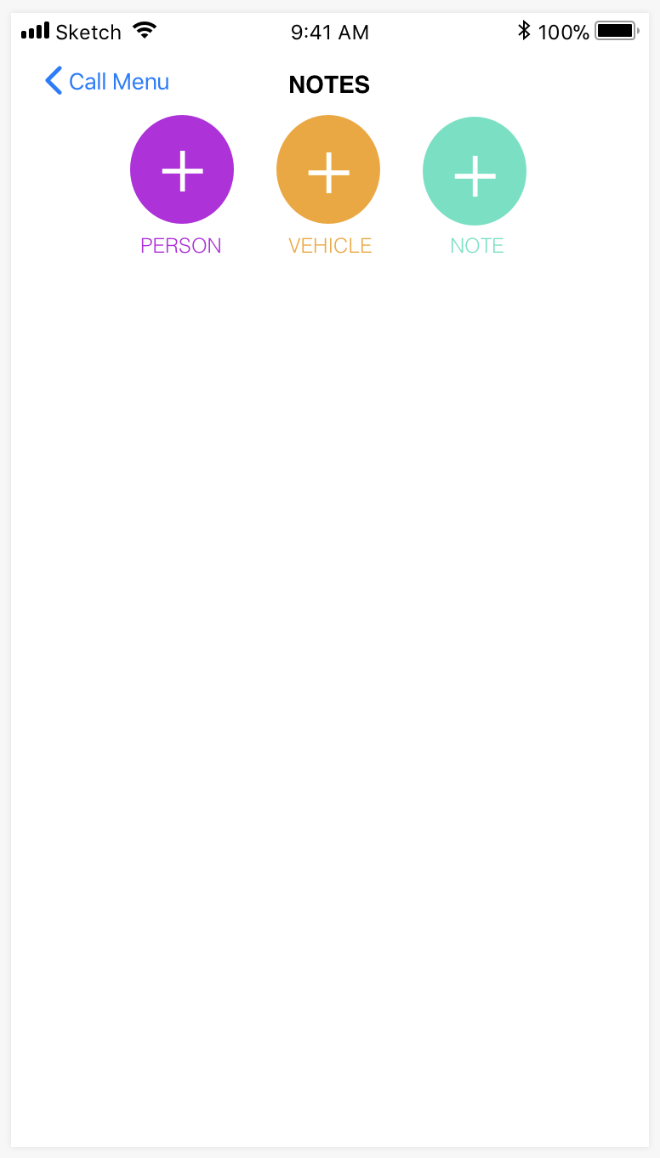 Sketch 9:41 AM 100%
Call Menu NOTES
PERSON VEHICLE NOTE